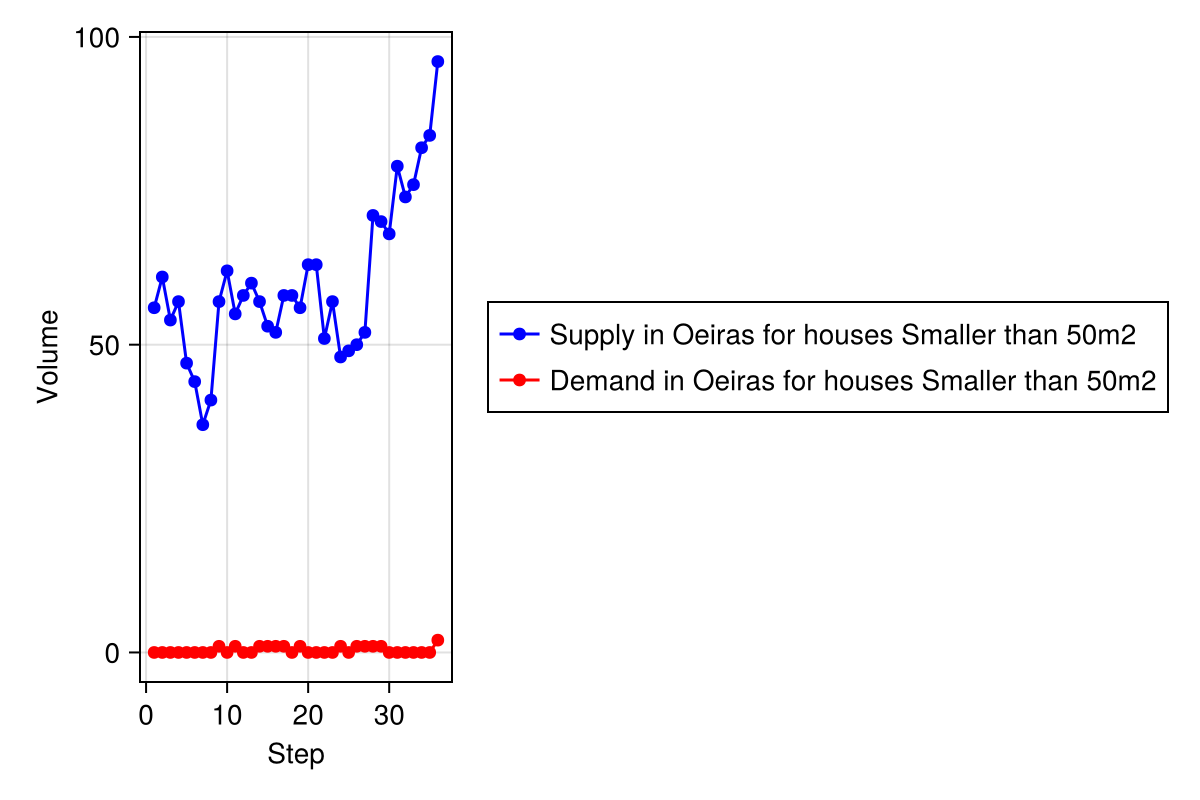 100
50
0
Volume
0 10 20 30
Step
Supply in Oeiras for houses Smaller than 50m2
Demand in Oeiras for houses Smaller than 50m2